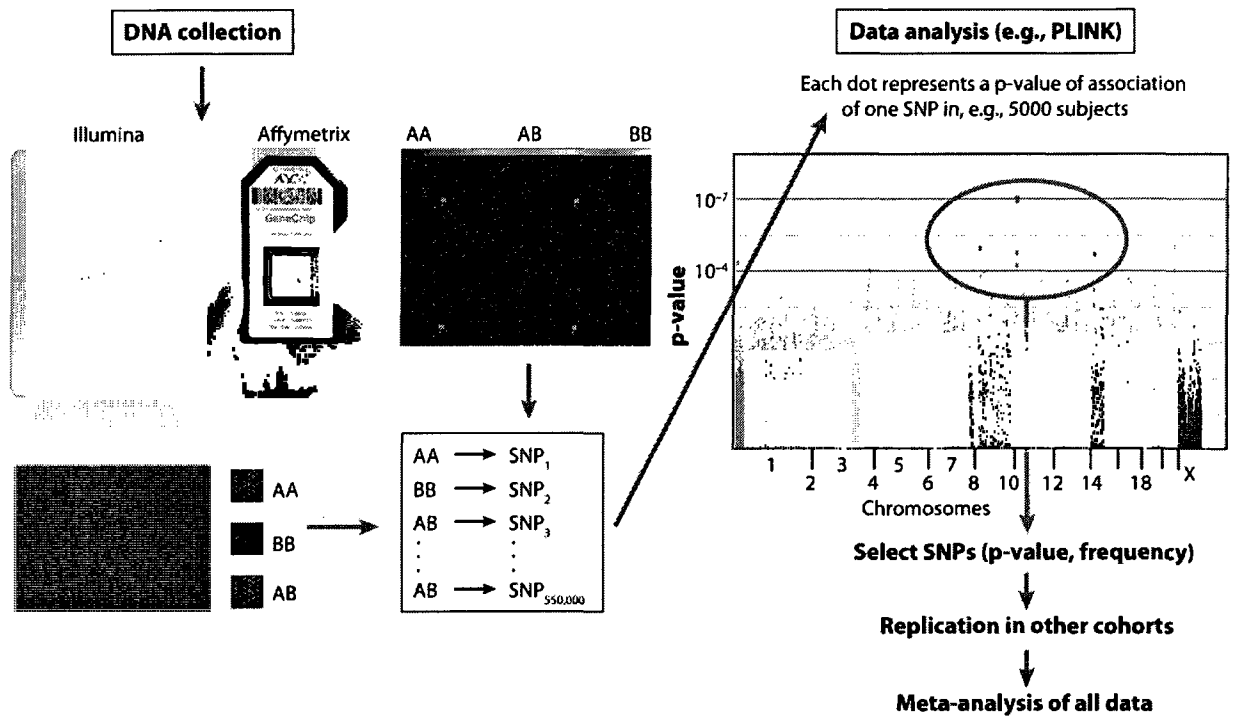 DNA collection
Illumina
Affymetrix
GeneChip
AA AB BB
AA
BB
AB
AA → SNP1
BB → SNP2
AB → SNP3
AB → SNP550,000
Data analysis (e.g., PLINK)
Each dot represents a p-value of association
of one SNP in, e.g., 5000 subjects
p-value
10-7
10-4
1 3 5 7
2 4 6 8 10 12 14 18 X
Chromosomes
Select SNPs (p-value, frequency)
Replication in other cohorts
Meta-analysis of all data